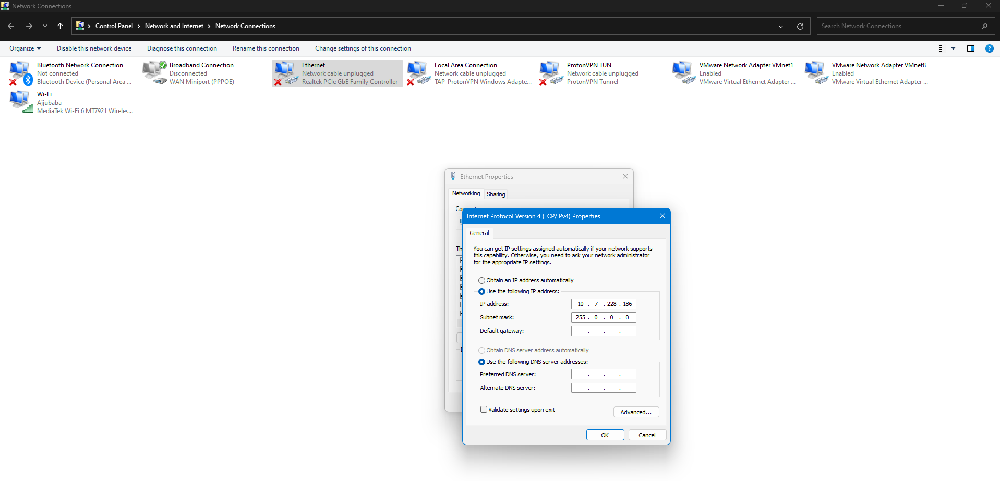 Network Connections
Control Panel > Network and Internet > Network Connections
Search Network Connections
Organize
Disable this network device
Diagnose this connection
Rename this connection
Change settings of this connection
Bluetooth Network Connection
Not connected
Bluetooth Device (Personal Area ...
Broadband Connection
Disconnected
WAN Miniport (PPPOE)
Ethernet
Network cable unplugged
Realtek PCIe GbE Family Controller
Local Area Connection
Network cable unplugged
TAP-ProtonVPN Windows Adapte...
ProtonVPN TUN
Network cable unplugged
ProtonVPN Tunnel
VMware Network Adapter VMnet1
Enabled
VMware Virtual Ethernet Adapter ...
VMware Network Adapter VMnet8
Enabled
VMware Virtual Ethernet Adapter ...
Wi-Fi
Ajjubaba
MediaTek Wi-Fi 6 MT7921 Wireles...
Ethernet Properties
Networking
Sharing
Internet Protocol Version 4 (TCP/IPv4) Properties
General
You can get IP settings assigned automatically if your network supports
this capability. Otherwise, you need to ask your network administrator
for the appropriate IP settings.
Obtain an IP address automatically
Use the following IP address:
IP address: 10 . 7 . 228 . 186
Subnet mask: 255 . 0 . 0 . 0
Default gateway: . . .
Obtain DNS server address automatically
Use the following DNS server addresses:
Preferred DNS server: . . .
Alternate DNS server: . . .
Validate settings upon exit
Advanced...
OK
Cancel